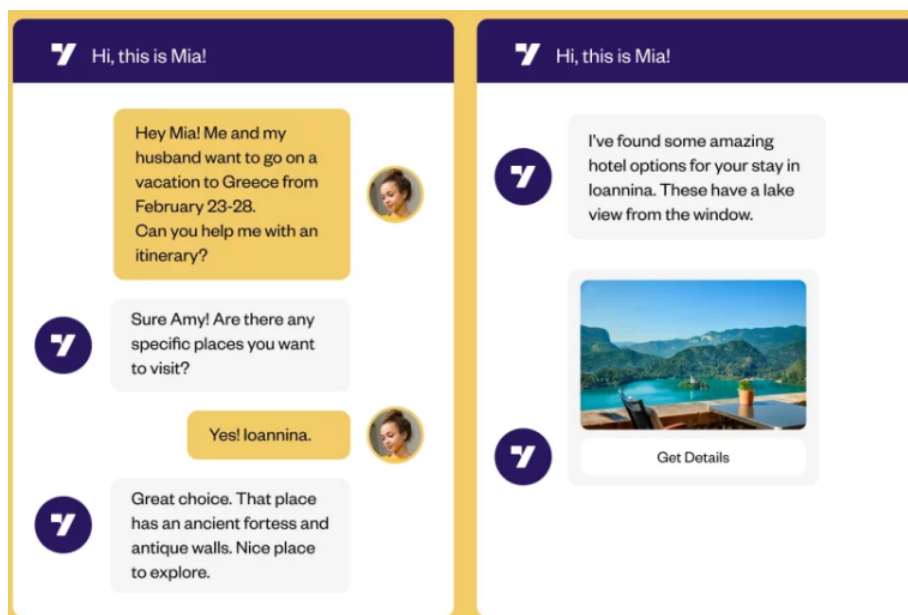 Hi, this is Mia!
Hey Mia! Me and my
husband want to go on a
vacation to Greece from
February 23-28.
Can you help me with an
itinerary?
Sure Amy! Are there any
specific places you want
to visit?
Yes! Ioannina.
Great choice. That place
has an ancient fortess and
antique walls. Nice place
to explore.
Hi, this is Mia!
I've found some amazing
hotel options for your stay in
Ioannina. These have a lake
view from the window.
Get Details